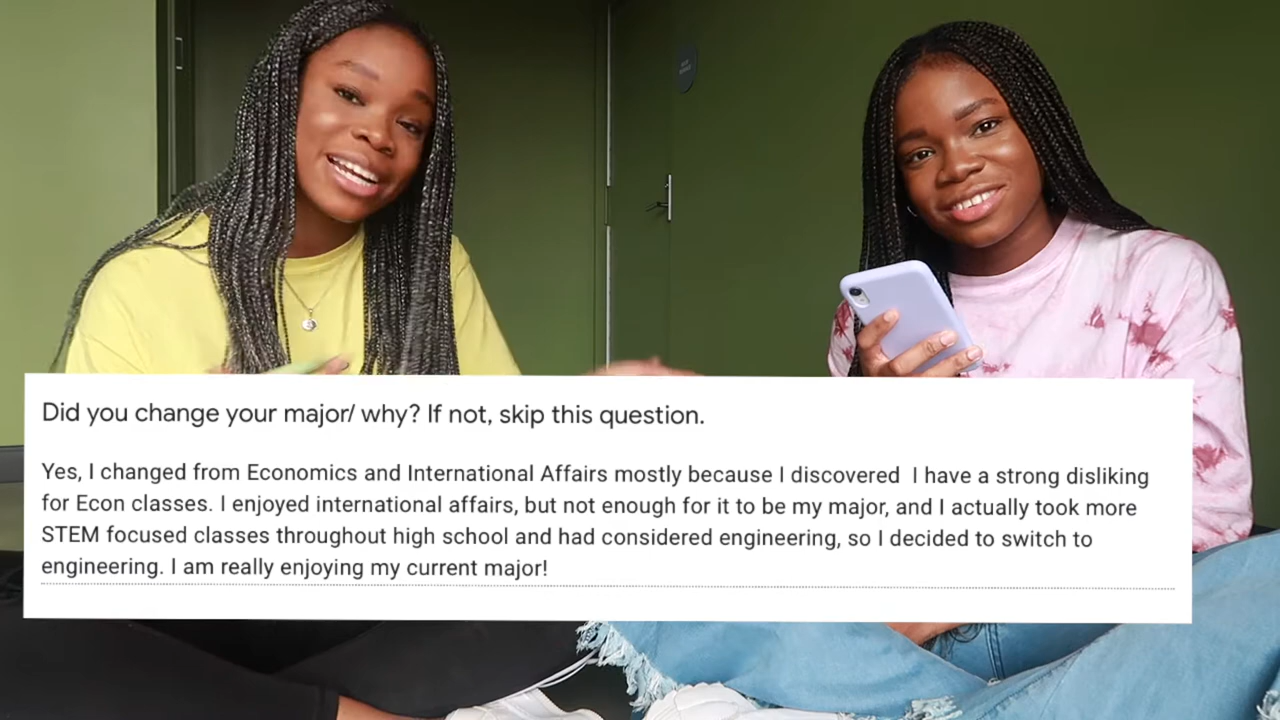 Did you change your major/ why? If not, skip this question.
Yes, I changed from Economics and International Affairs mostly because I discovered  I have a strong disliking
for Econ classes. I enjoyed international affairs, but not enough for it to be my major, and I actually took more
STEM focused classes throughout high school and had considered engineering, so I decided to switch to
engineering. I am really enjoying my current major!